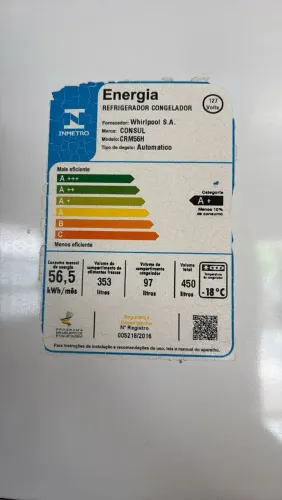 Energia
REFRIGERADOR CONGELADOR
127
Volts
Fornecedor: Whirlpool S.A.
Marca: CONSUL
Modelo: CRM56H
Tipo de degelo: Automatico
INMETRO
Mais eficiente
A+++
A++
A+
A
B
C
Menos eficiente
Categoria
A+
Menos 10%
de consumo
Consumo mensal
de energia
56,5
kWh/mês
Volume do
compartimento de
alimentos frescos
353
litros
Volume do
compartimento
congelador
97
litros
Volume
total
450
litros
-18°C
Segurança
Compulsório
Nº Registro
005218/2016
Para instruções de instalação e recomendações de uso, leia o manual do aparelho.